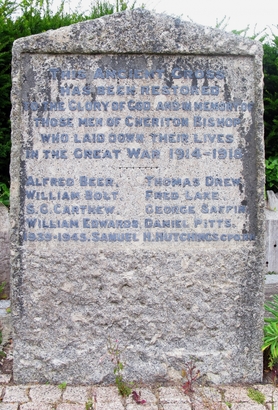 THIS ANCIENT CROSS
HAS BEEN RESTORED
TO THE GLORY OF GOD AND IN MEMORY OF
THOSE MEN OF CHERITON BISHOP
WHO LAID DOWN THEIR LIVES
IN THE GREAT WAR 1914-1918
ALFRED BEER, THOMAS DREW,
WILLIAM BOLT, FRED LAKE,
S. G. CARTHEW, GEORGE SAFFIN,
WILLIAM EDWARDS, DANIEL PITTS.
1939-1945. SAMUEL H. HUTCHINGS